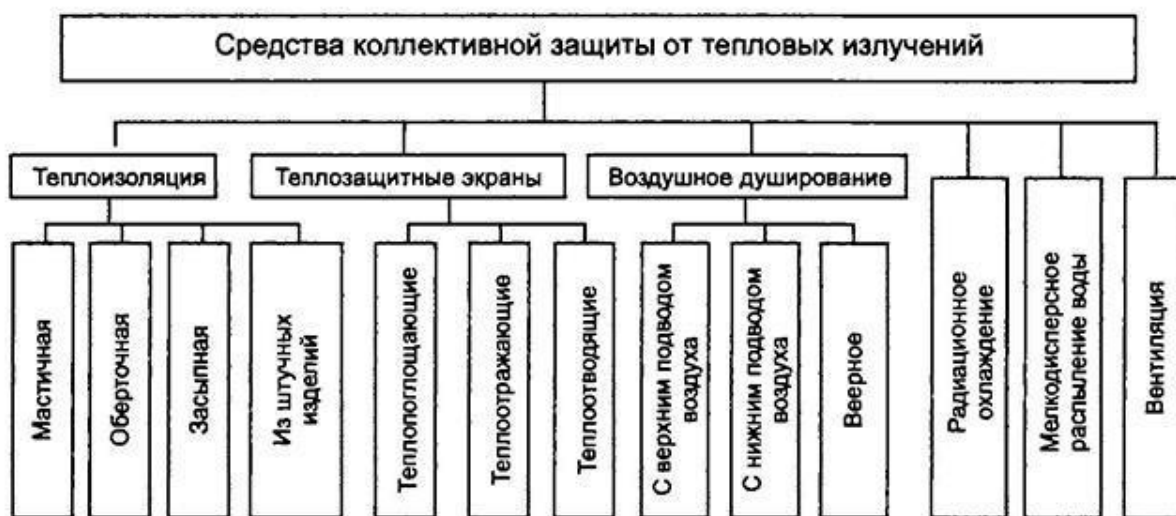 Средства коллективной защиты от тепловых излучений
Теплоизоляция
Теплозащитные экраны
Воздушное душирование
Мастичная
Оберточная
Засыпная
Из штучных
изделий
Теплопоглощающие
Теплоотражающие
Теплоотводящие
С верхним подводом
воздуха
С нижним подводом
воздуха
Веерное
Радиационное
охлаждение
Мелкодисперсное
распыление воды
Вентиляция